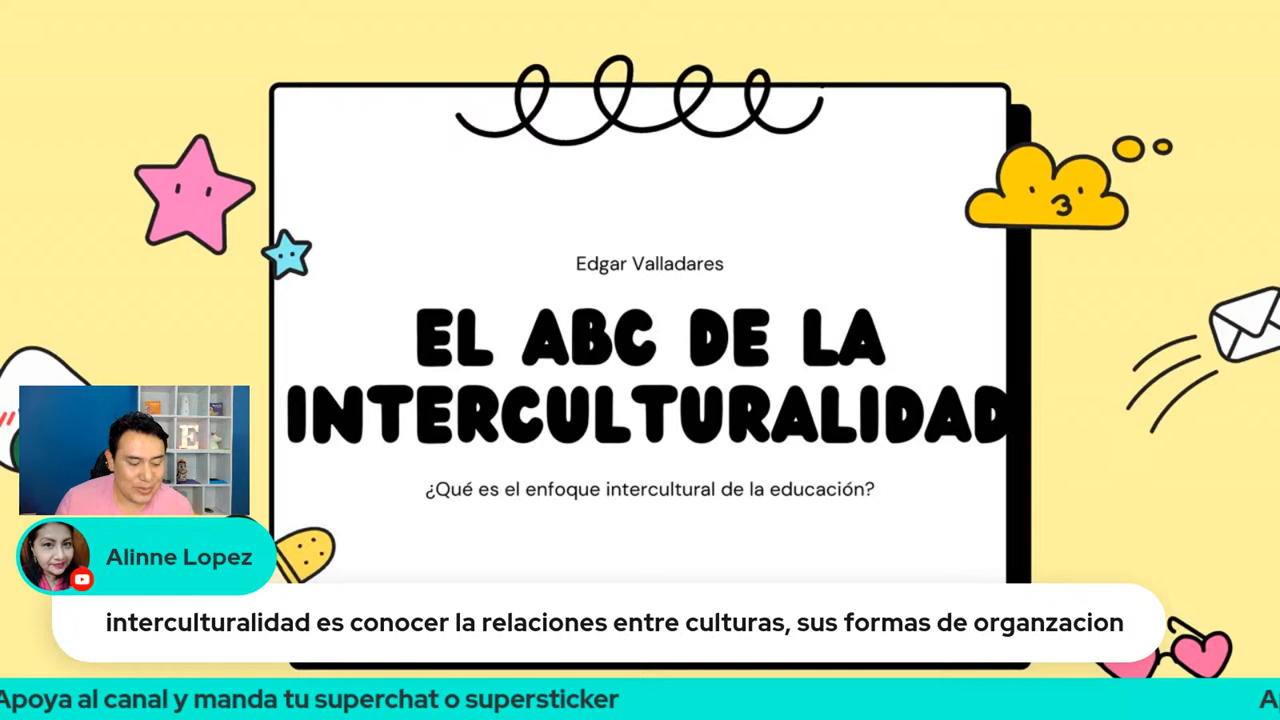 Edgar Valladares
EL ABC DE LA
INTERCULTURALIDAD
¿Qué es el enfoque intercultural de la educación?
E
Alinne Lopez
interculturalidad es conocer la relaciones entre culturas, sus formas de organzacion
Apoya al canal y manda tu superchat o supersticker